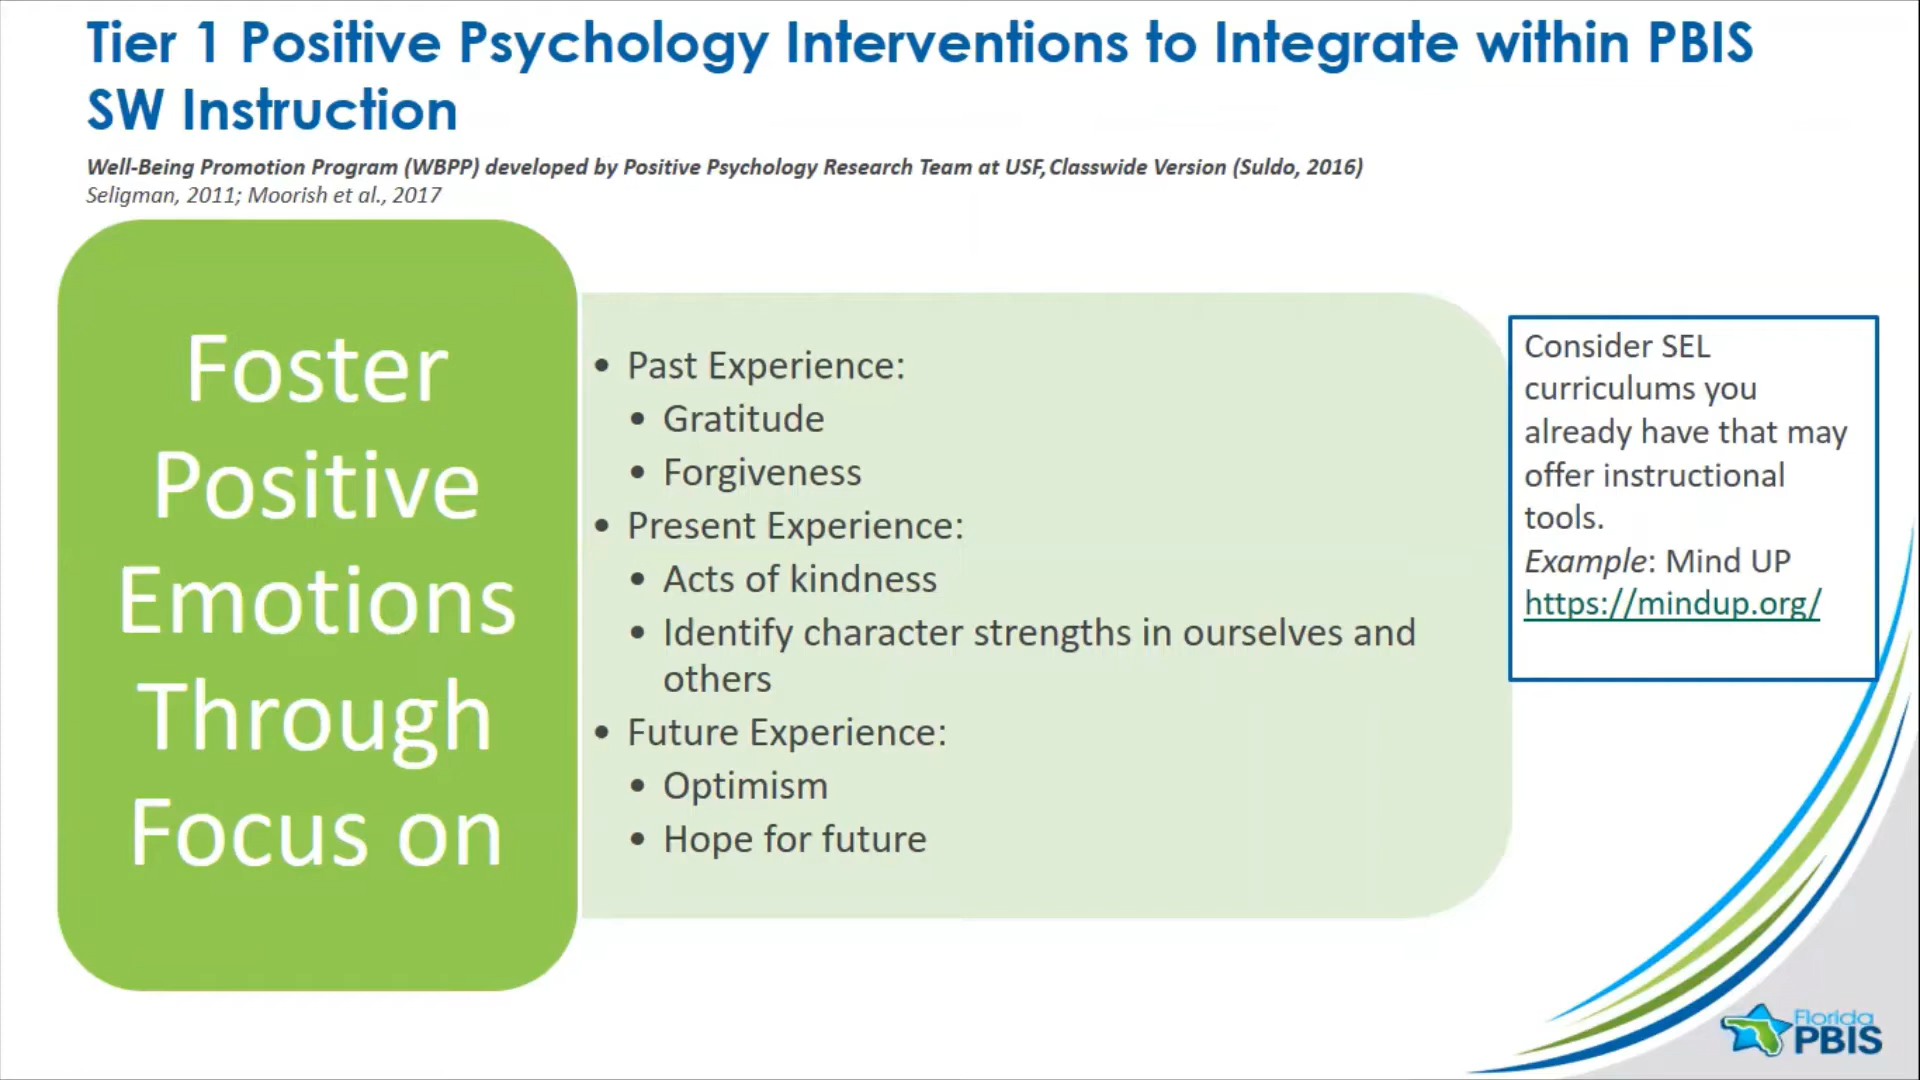 Tier 1 Positive Psychology Interventions to Integrate within PBIS
SW Instruction
Well-Being Promotion Program (WBPP) developed by Positive Psychology Research Team at USF, Classwide Version (Suldo, 2016)
Seligman, 2011; Moorish et al., 2017
Foster
Positive
Emotions
Through
Focus on
• Past Experience:
• Gratitude
• Forgiveness
• Present Experience:
• Acts of kindness
• Identify character strengths in ourselves and
others
• Future Experience:
• Optimism
• Hope for future
Consider SEL
curriculums you
already have that may
offer instructional
tools.
Example: Mind UP
https://mindup.org/
Florida
PBIS